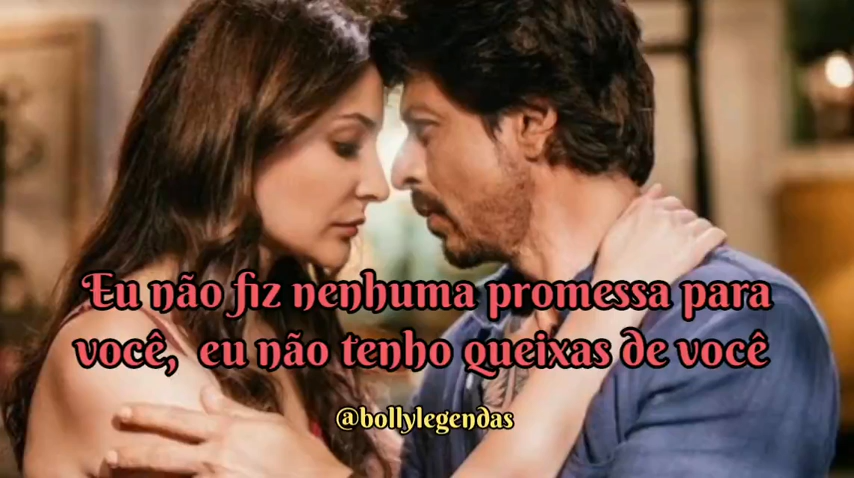 Eu não fiz nenhuma promessa para
você, eu não tenho queixas de você
@bollylegendas